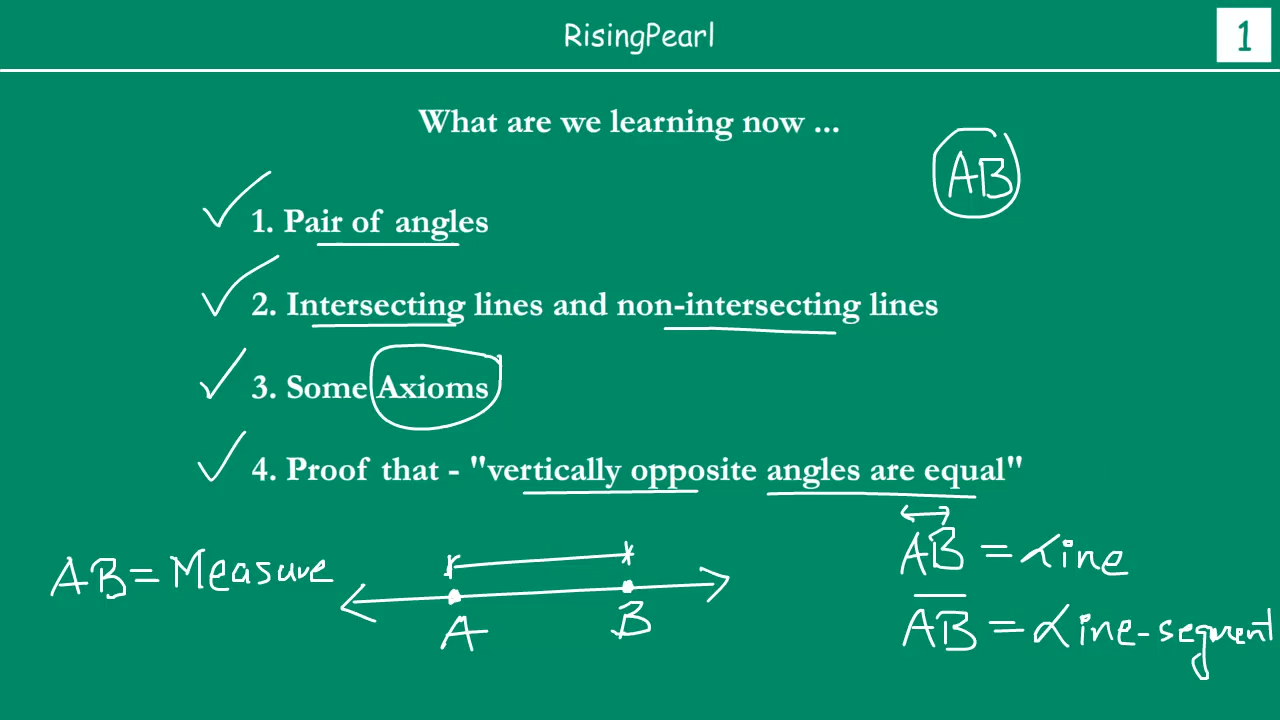 RisingPearl
1
What are we learning now ...
AB
1. Pair of angles
2. Intersecting lines and non-intersecting lines
3. Some Axioms
4. Proof that - "vertically opposite angles are equal"
AB = Measure
A B
AB = Line
AB = Line-segment